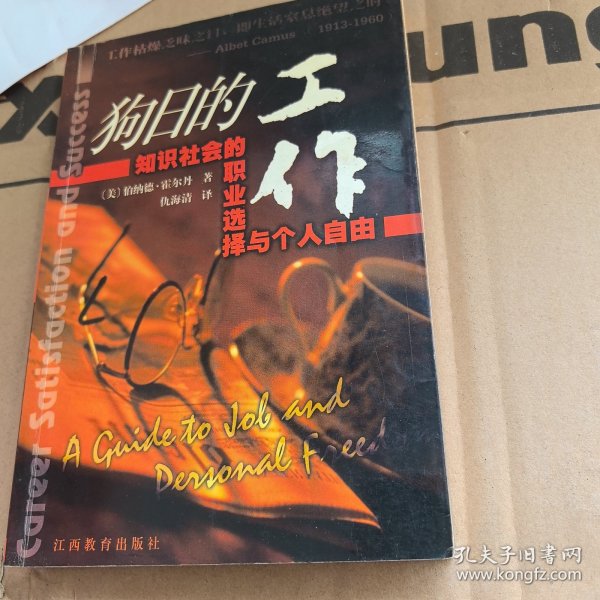 工作枯燥乏味之日,即生活窒息绝望之时
——Albet Camus (1913-1960)
狗日的
工作
知识社会的
职业选择与个人自由
(美)伯纳德·霍尔丹 著
仇海清 译
Career Satisfaction and Success
A Guide to Job and
Personal Freedom
江西教育出版社
ung
孔夫子旧书网
www.kongfz.com